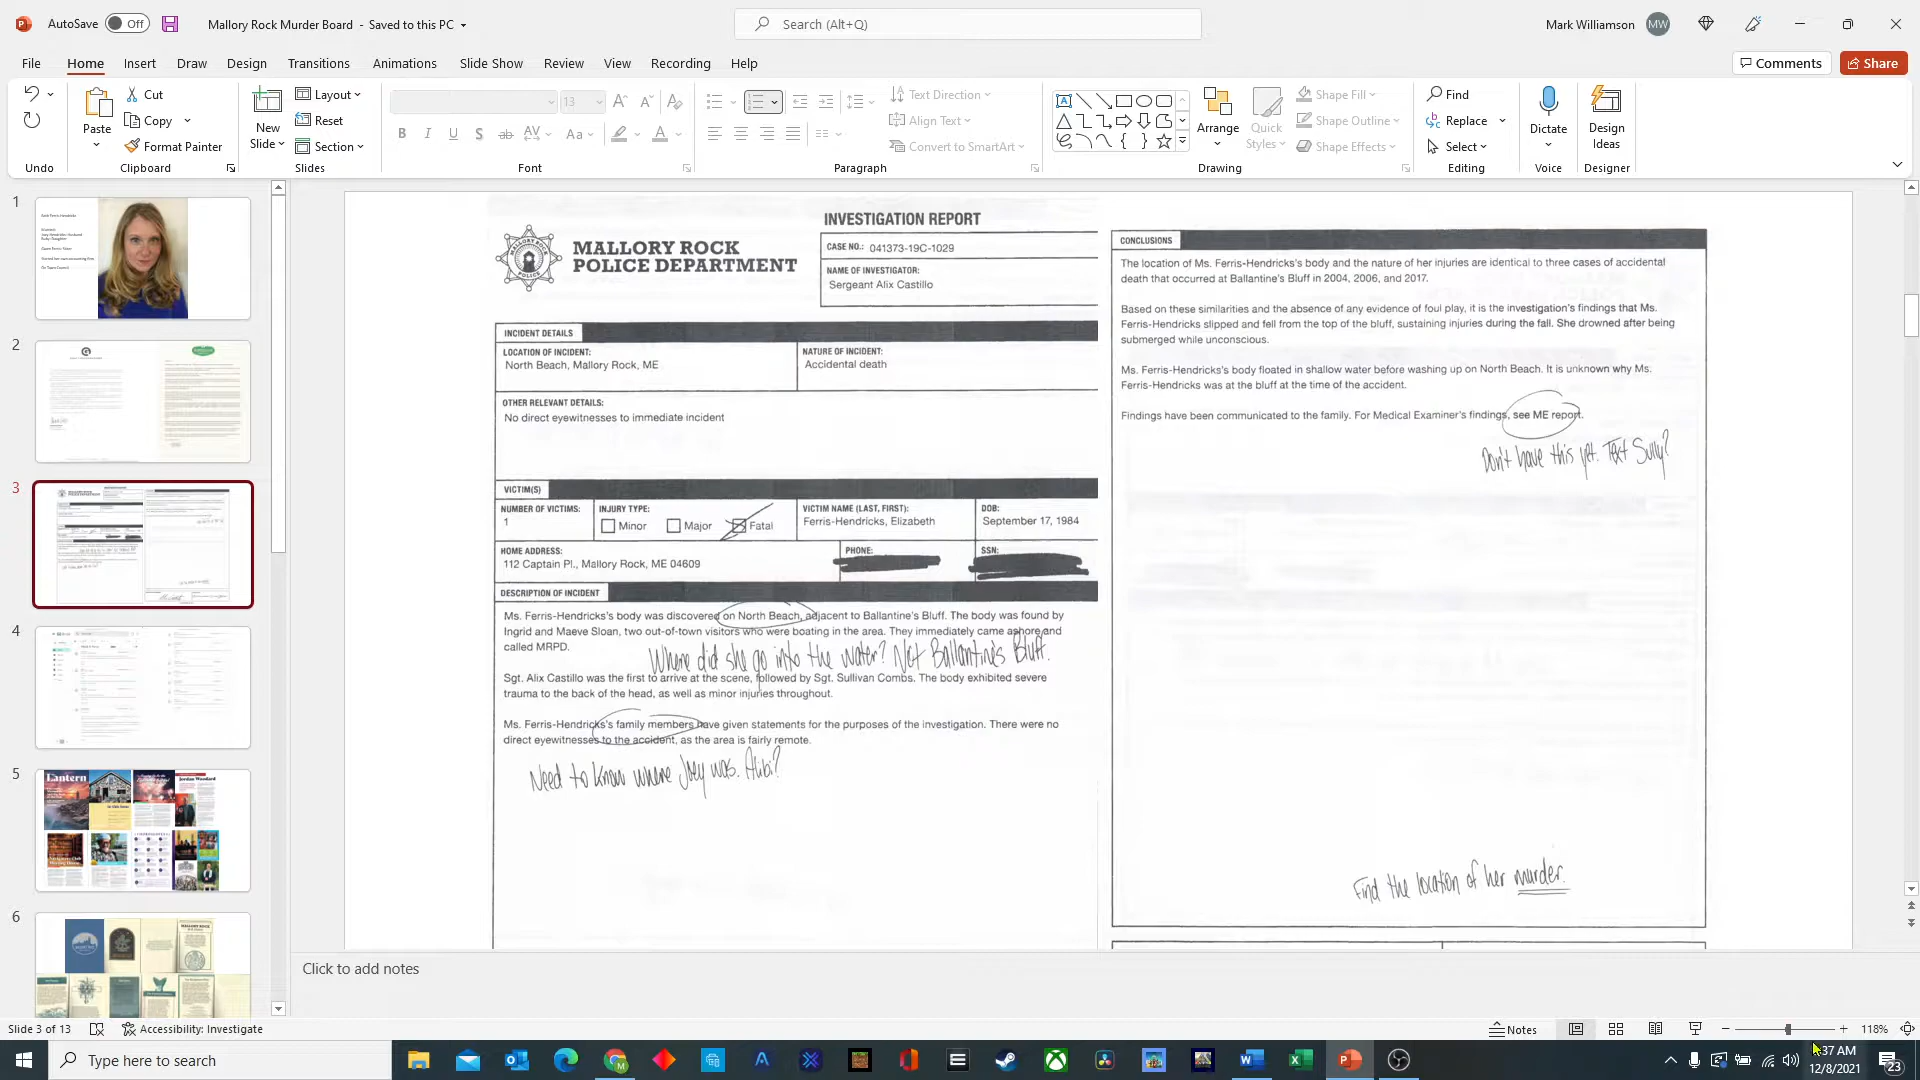 AutoSave Off
Mallory Rock Murder Board - Saved to this PC
Search (Alt+Q)
Mark Williamson MW
File Home Insert Draw Design Transitions Animations Slide Show Review View Recording Help
Comments Share
Undo
Paste
Cut
Copy
Format Painter
Clipboard
New
Slide
Layout
Reset
Section
Slides
13
B I U S ab AV Aa A
Font
Text Direction
Align Text
Convert to SmartArt
Paragraph
Arrange
Quick
Styles
Shape Fill
Shape Outline
Shape Effects
Drawing
Find
Replace
Select
Editing
Dictate
Voice
Design
Ideas
Designer
1
2
3
4
5
Lantern
Jordan Woodard
6
MALLORY ROCK
INVESTIGATION REPORT
MALLORY ROCK
POLICE DEPARTMENT
CASE NO.: 041373-19C-1029
NAME OF INVESTIGATOR:
Sergeant Alix Castillo
INCIDENT DETAILS
LOCATION OF INCIDENT:
North Beach, Mallory Rock, ME
NATURE OF INCIDENT:
Accidental death
OTHER RELEVANT DETAILS:
No direct eyewitnesses to immediate incident
VICTIM(S)
NUMBER OF VICTIMS:
1
INJURY TYPE:
Minor Major Fatal
VICTIM NAME (LAST, FIRST):
Ferris-Hendricks, Elizabeth
DOB:
September 17, 1984
HOME ADDRESS:
112 Captain Pl., Mallory Rock, ME 04609
PHONE:
SSN:
DESCRIPTION OF INCIDENT
Ms. Ferris-Hendricks's body was discovered on North Beach, adjacent to Ballantine's Bluff. The body was found by
Ingrid and Maeve Sloan, two out-of-town visitors who were boating in the area. They immediately came ashore and
called MRPD.
Where did she go into the water? Not Ballantine's Bluff.
Sgt. Alix Castillo was the first to arrive at the scene, followed by Sgt. Sullivan Combs. The body exhibited severe
trauma to the back of the head, as well as minor injuries throughout.
Ms. Ferris-Hendricks's family members have given statements for the purposes of the investigation. There were no
direct eyewitnesses to the accident, as the area is fairly remote.
Need to know where Joey was. Alibi?
CONCLUSIONS
The location of Ms. Ferris-Hendricks's body and the nature of her injuries are identical to three cases of accidental
death that occurred at Ballantine's Bluff in 2004, 2006, and 2017.
Based on these similarities and the absence of any evidence of foul play, it is the investigation's findings that Ms.
Ferris-Hendricks slipped and fell from the top of the bluff, sustaining injuries during the fall. She drowned after being
submerged while unconscious.
Ms. Ferris-Hendricks's body floated in shallow water before washing up on North Beach. It is unknown why Ms.
Ferris-Hendricks was at the bluff at the time of the accident.
Findings have been communicated to the family. For Medical Examiner's findings, see ME report.
Don't have this yet. Text Sully?
Find the location of her murder.
Click to add notes
Slide 3 of 13
Accessibility: Investigate
Notes
118%
Type here to search
:37 AM
12/8/2021
23